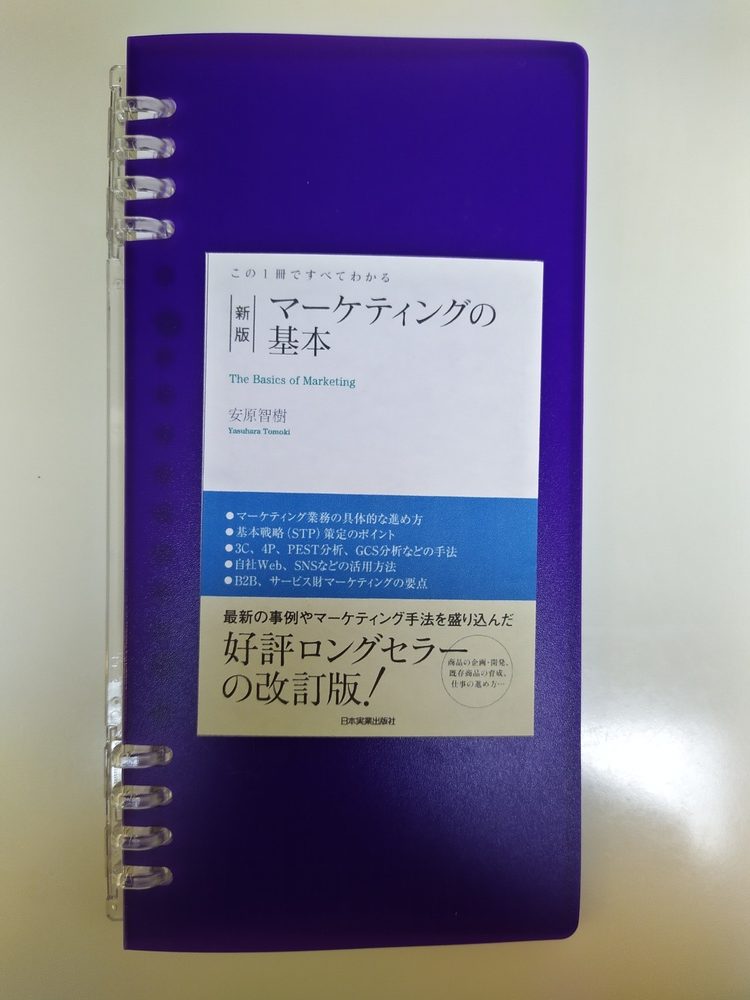 この1冊ですべてわかる
新版
マーケティングの
基本
The Basics of Marketing
安原智樹
Yasuhara Tomoki
●マーケティング業務の具体的な進め方
●基本戦略(STP)策定のポイント
●3C、4P、PEST分析、GCS分析などの手法
●自社Web、SNSなどの活用方法
●B2B、サービス財マーケティングの要点
最新の事例やマーケティング手法を盛り込んだ
好評ロングセラー
の改訂版!
商品の企画・開発、
既存商品の育成、
仕事の進め方…
日本実業出版社